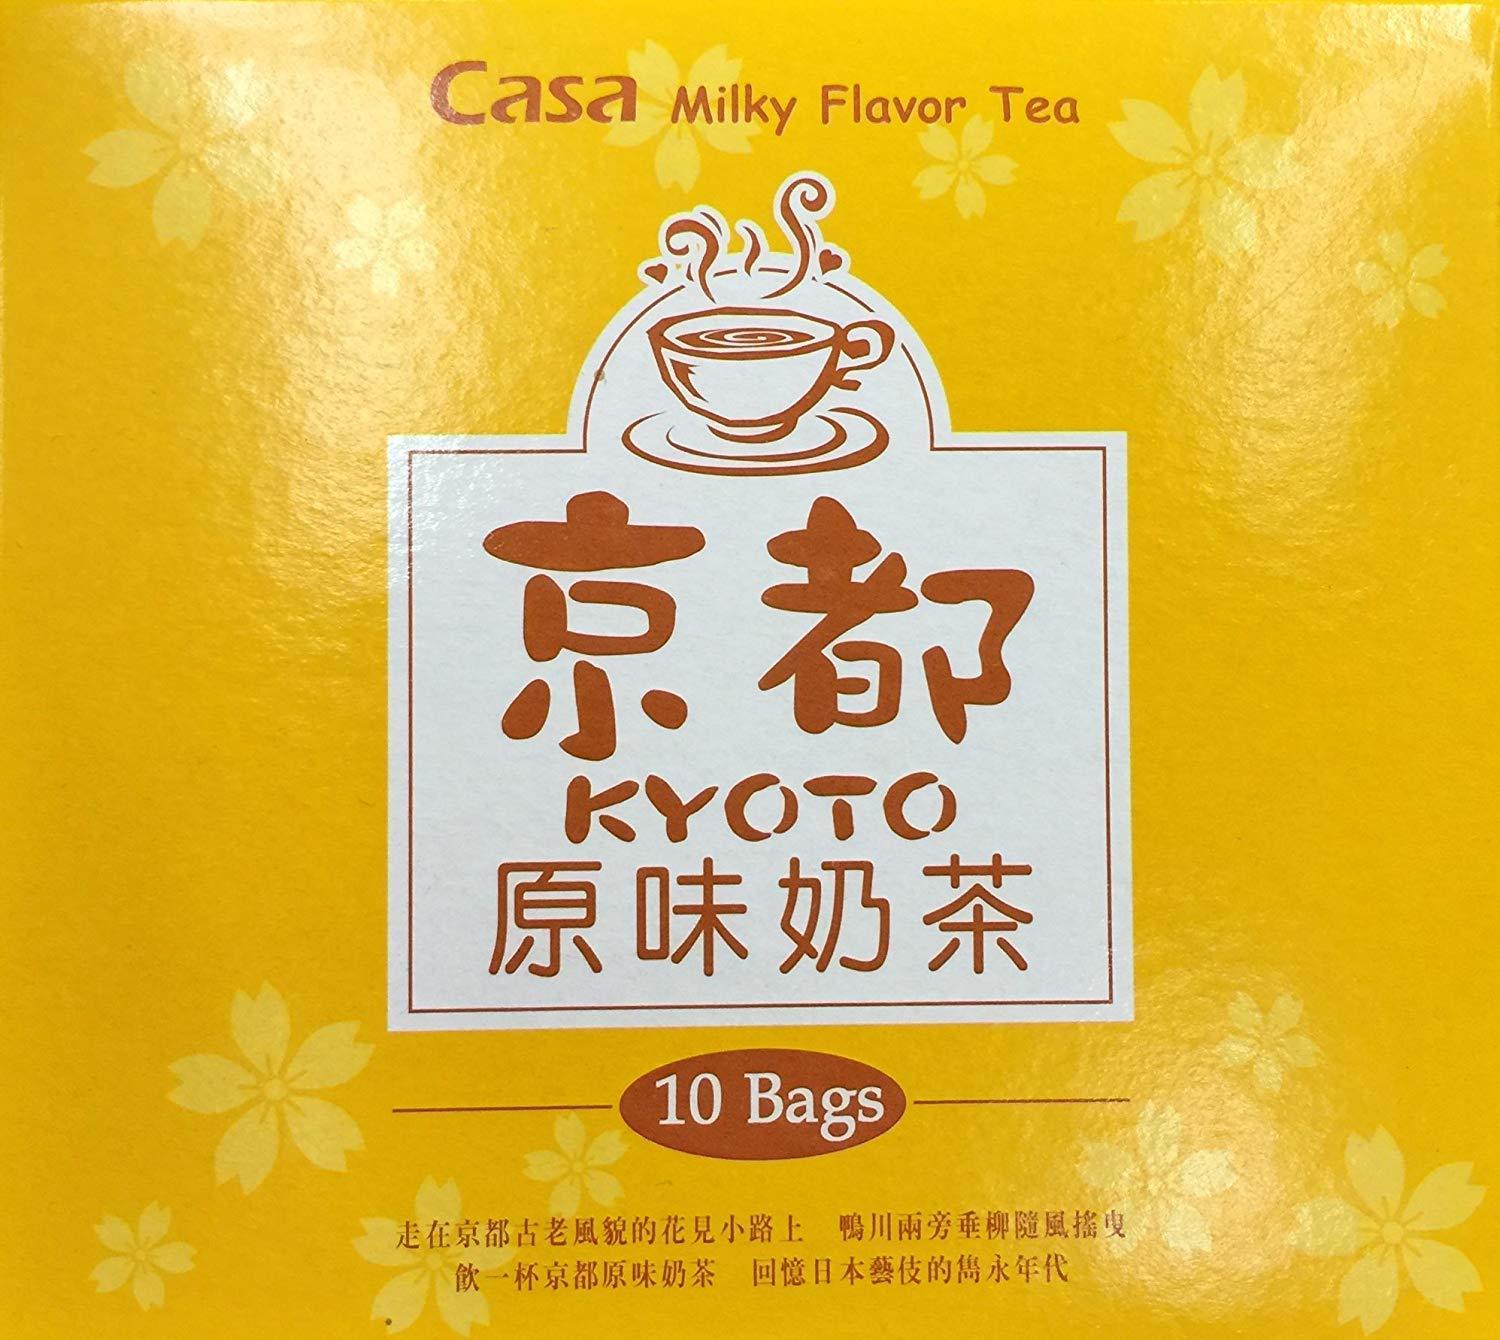 Casa Milky Flavor Tea
京都
KYOTO
原味奶茶
10 Bags
走在京都古老風貌的花見小路上　鴨川兩旁垂柳隨風搖曳
飲一杯京都原味奶茶　回憶日本藝伎的雋永年代